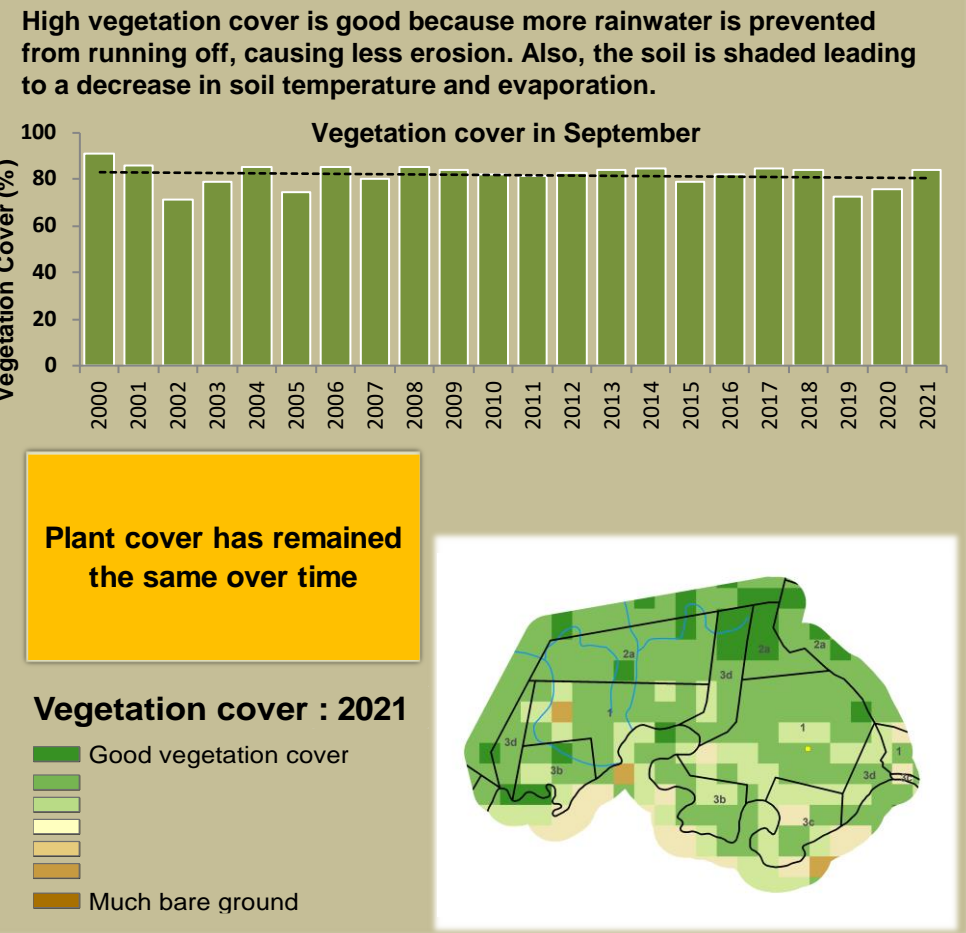 High vegetation cover is good because more rainwater is prevented
from running off, causing less erosion. Also, the soil is shaded leading
to a decrease in soil temperature and evaporation.
Vegetation cover in September
Vegetation Cover (%)
100
80
60
40
20
0
2000 2001 2002 2003 2004 2005 2006 2007 2008 2009 2010 2011 2012 2013 2014 2015 2016 2017 2018 2019 2020 2021
Plant cover has remained
the same over time
Vegetation cover : 2021
Good vegetation cover
Much bare ground
2a
2a
2a
3d
1
1
3d
1
3b
3d
3c
3b
3c